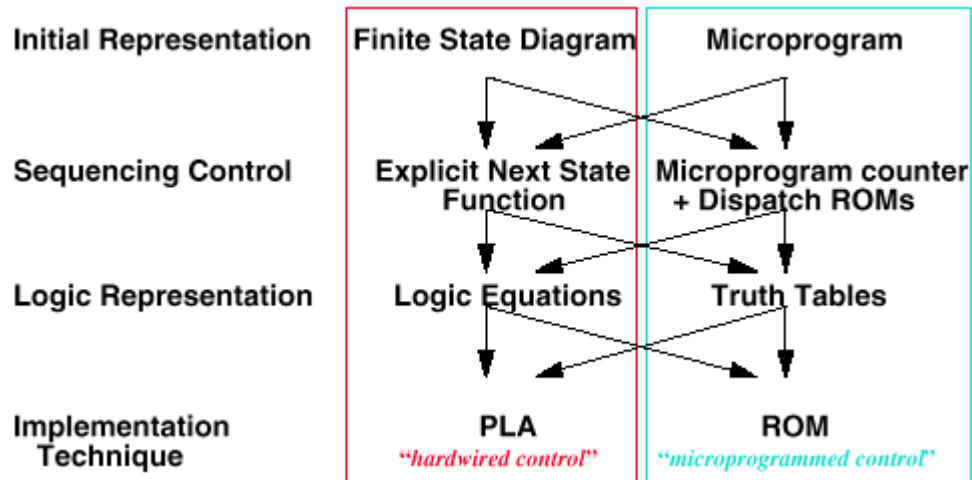 Initial Representation Finite State Diagram Microprogram
Sequencing Control Explicit Next State Microprogram counter
Function + Dispatch ROMs
Logic Representation Logic Equations Truth Tables
Implementation PLA ROM
Technique “hardwired control” “microprogrammed control”